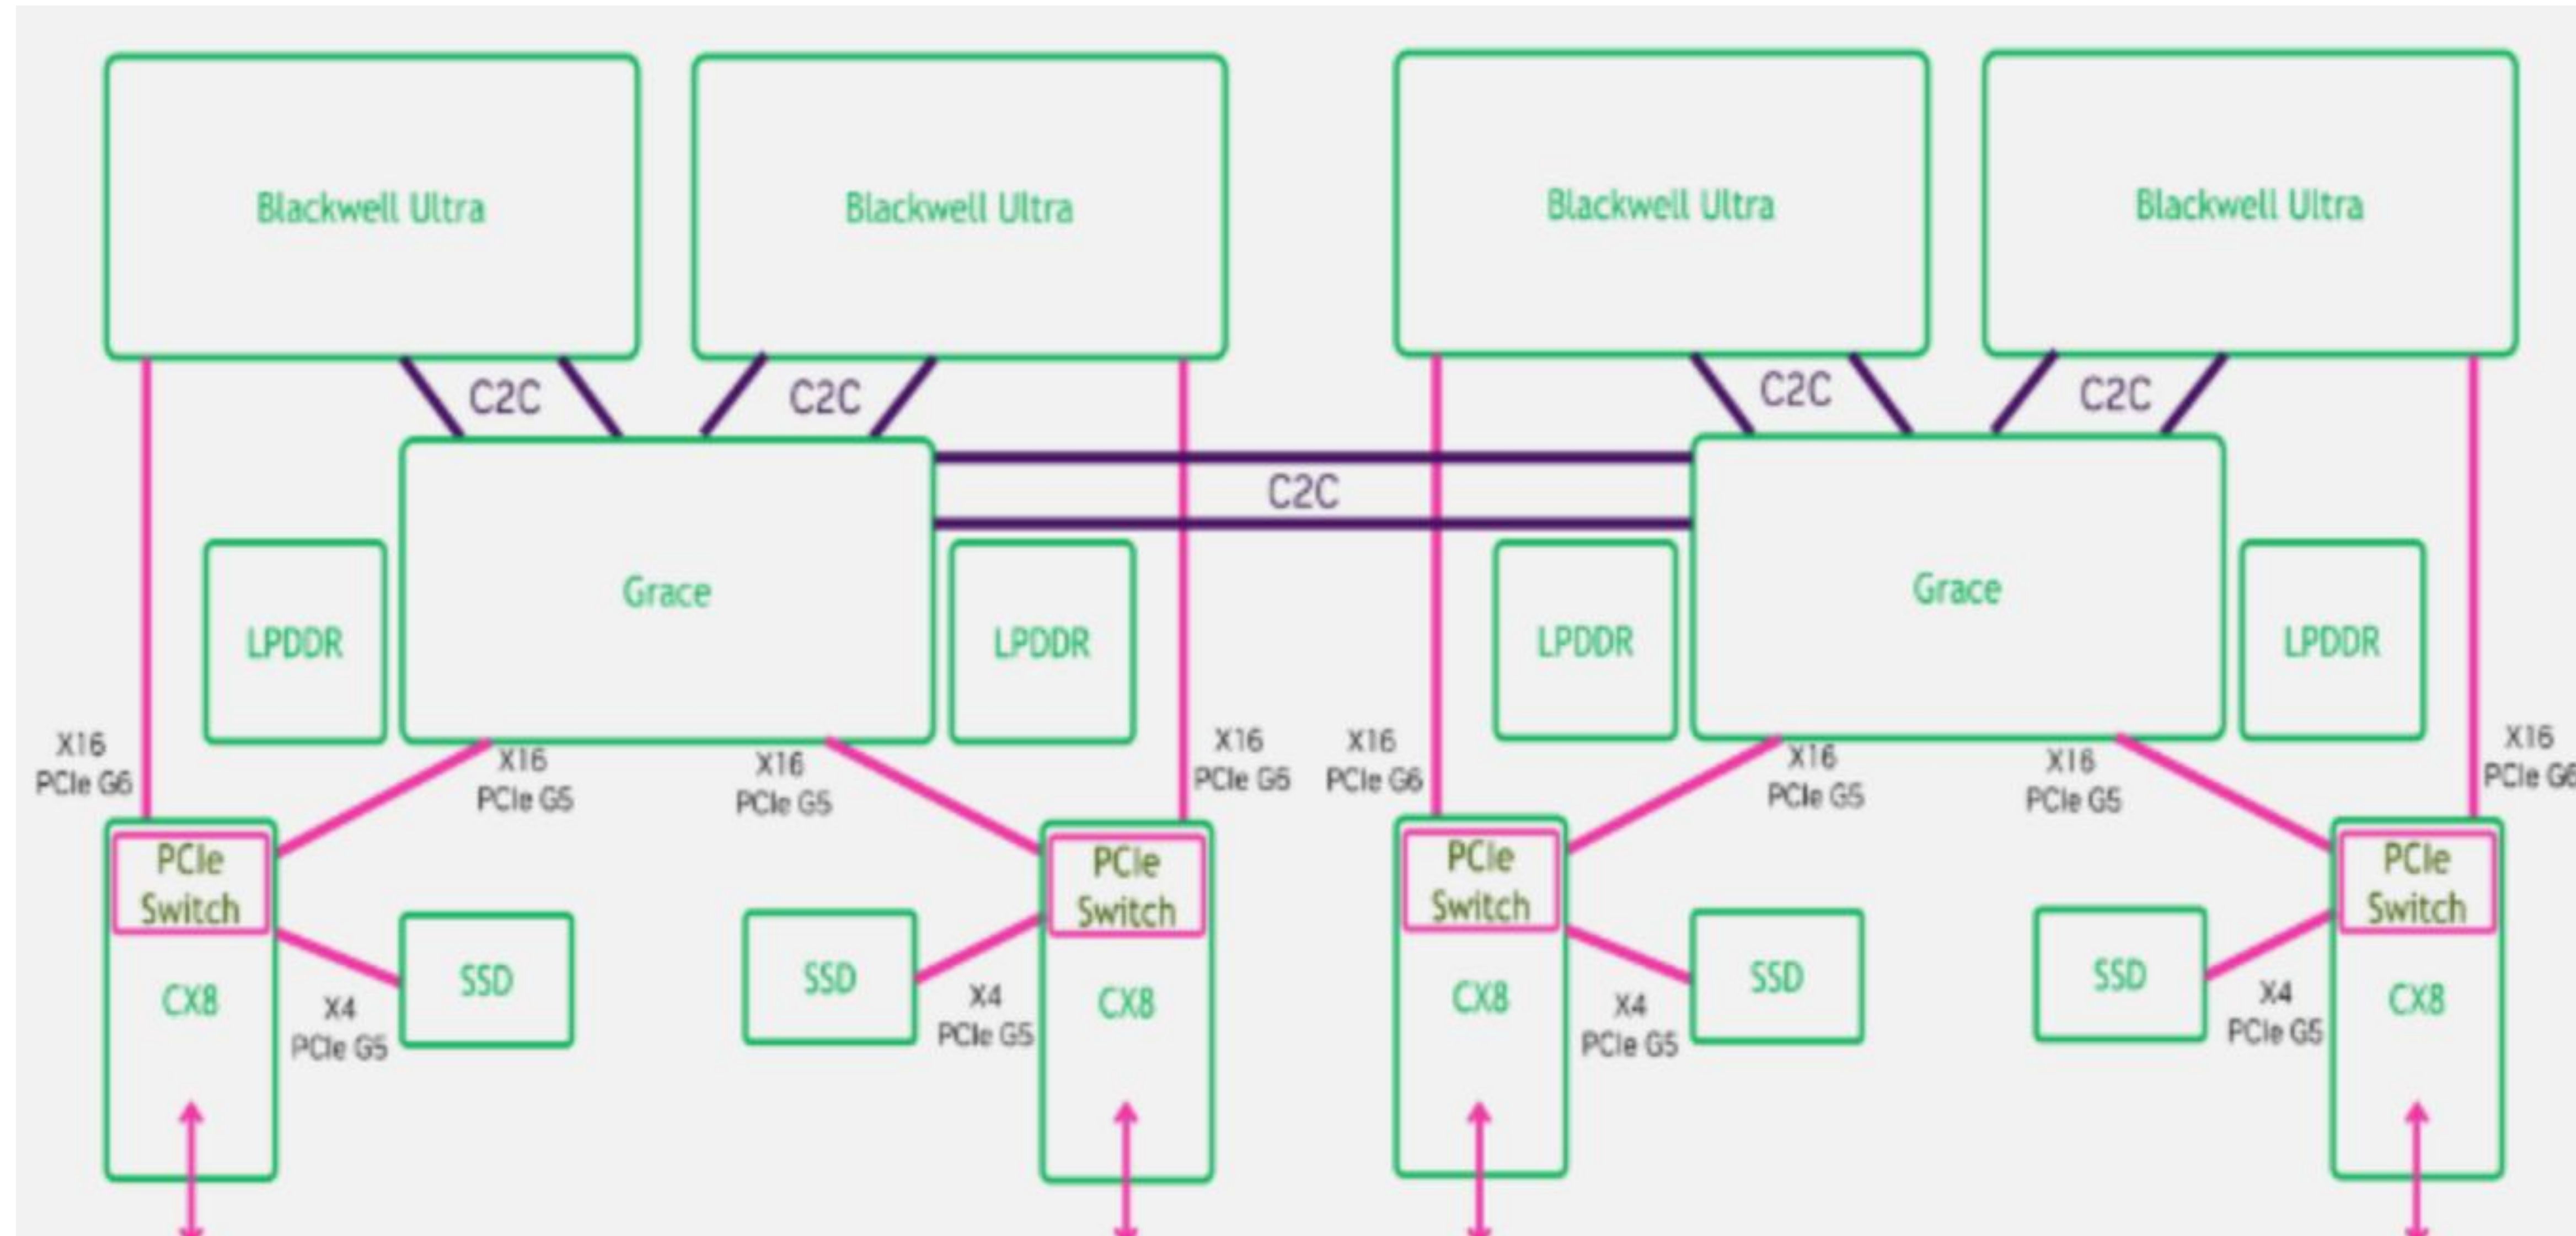 Blackwell Ultra
Blackwell Ultra
Blackwell Ultra
Blackwell Ultra
C2C
C2C
C2C
C2C
C2C
Grace
Grace
LPDDR
LPDDR
LPDDR
LPDDR
X16
PCIe G6
X16
PCIe G5
X16
PCIe G5
X16
PCIe G6
X16
PCIe G6
X16
PCIe G5
X16
PCIe G5
X16
PCIe G6
PCIe
Switch
CX8
PCIe
Switch
CX8
PCIe
Switch
CX8
PCIe
Switch
CX8
SSD
SSD
SSD
SSD
X4
PCIe G5
X4
PCIe G5
X4
PCIe G5
X4
PCIe G5